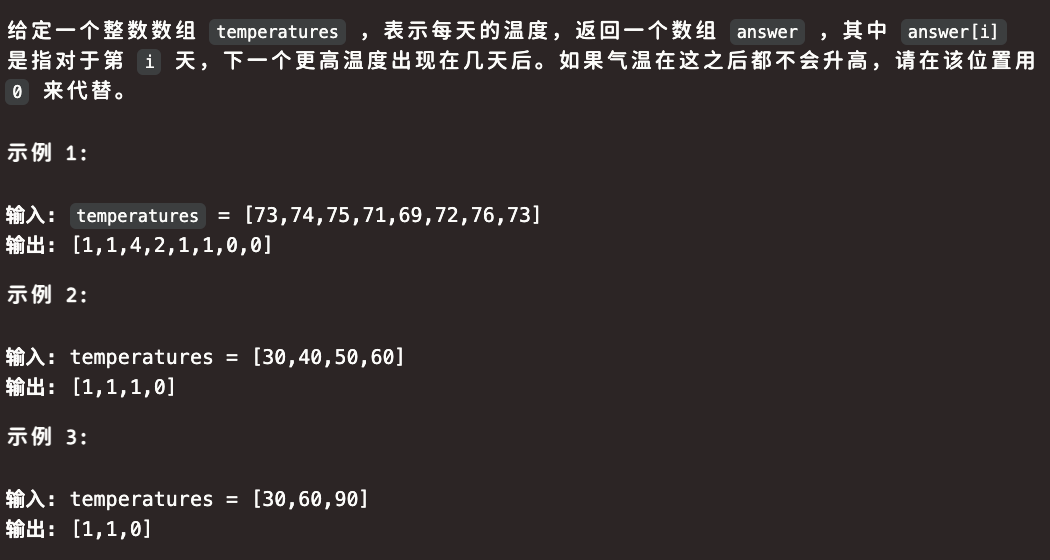 给定一个整数数组 temperatures ，表示每天的温度，返回一个数组 answer ，其中 answer[i]
是指对于第 i 天，下一个更高温度出现在几天后。如果气温在这之后都不会升高，请在该位置用
0 来代替。
示例 1:
输入: temperatures = [73,74,75,71,69,72,76,73]
输出: [1,1,4,2,1,1,0,0]
示例 2:
输入: temperatures = [30,40,50,60]
输出: [1,1,1,0]
示例 3:
输入: temperatures = [30,60,90]
输出: [1,1,0]